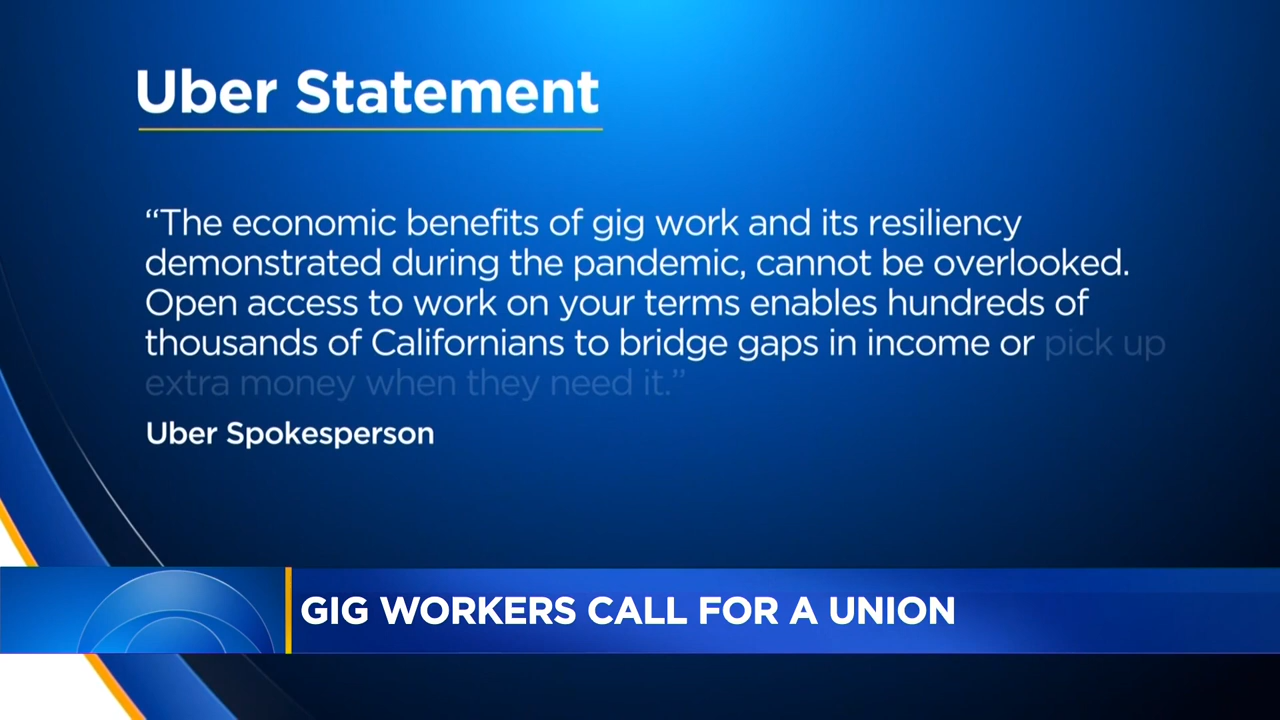 Uber Statement
“The economic benefits of gig work and its resiliency
demonstrated during the pandemic, cannot be overlooked.
Open access to work on your terms enables hundreds of
thousands of Californians to bridge gaps in income or pick up
extra money when they need it.”
Uber Spokesperson
GIG WORKERS CALL FOR A UNION